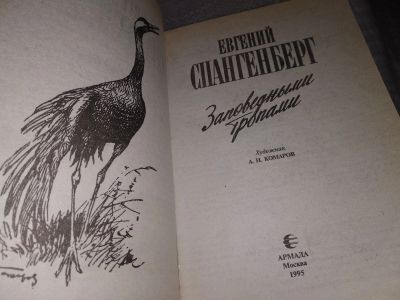 ЕВГЕНИЙ
СПАНГЕНБЕРГ
Заповедными
тропами
Художник
А. Н. КОМАРОВ
АРМАДА
Москва
1995